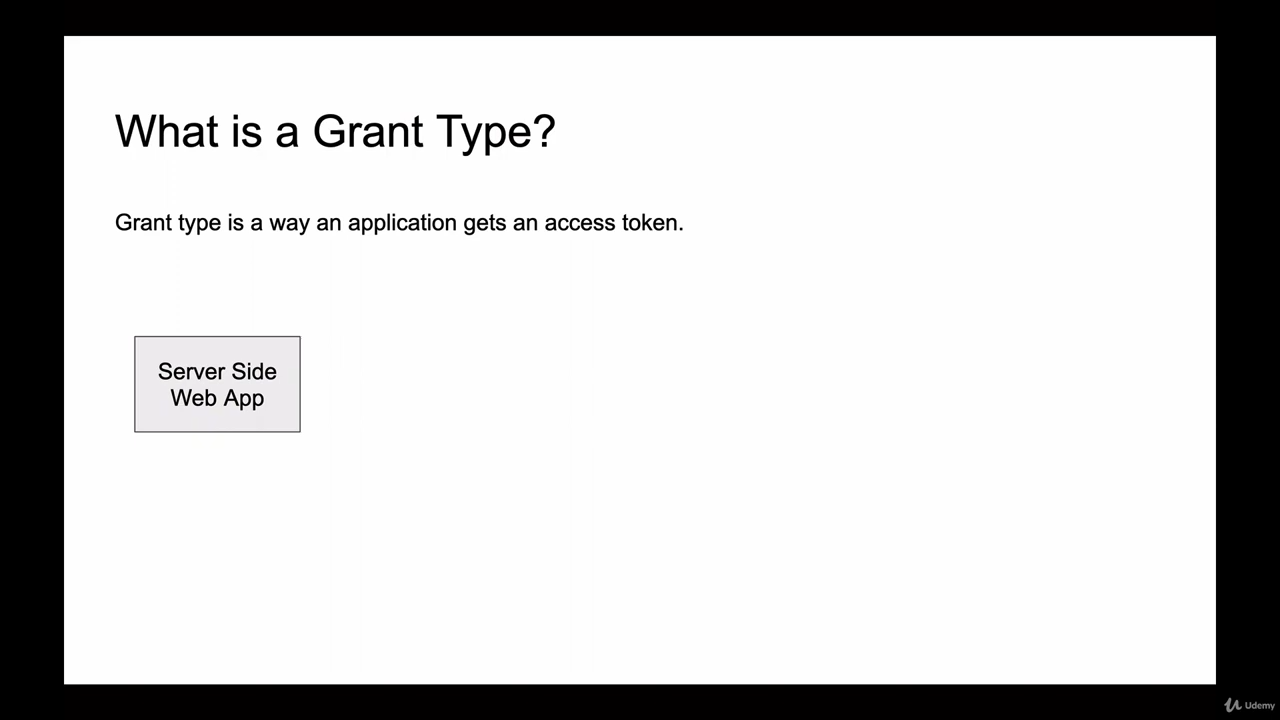 What is a Grant Type?
Grant type is a way an application gets an access token.
Server Side
Web App
Udemy